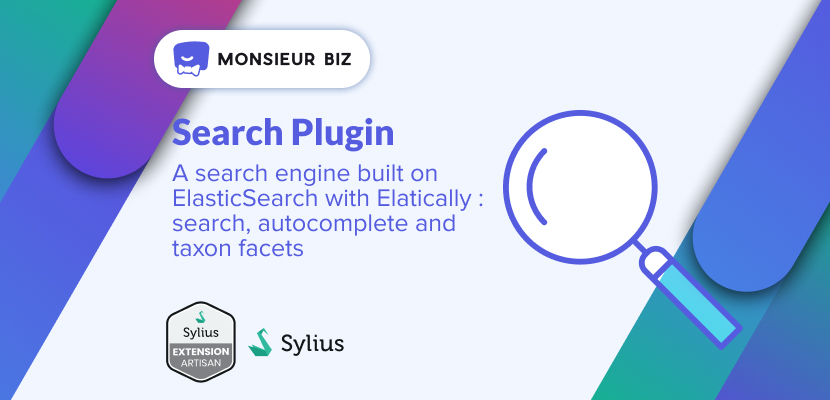 MONSIEUR BIZ
Search Plugin
A search engine built on
ElasticSearch with Elatically :
search, autocomplete and
taxon facets
Sylius
EXTENSION
ARTISAN
Sylius